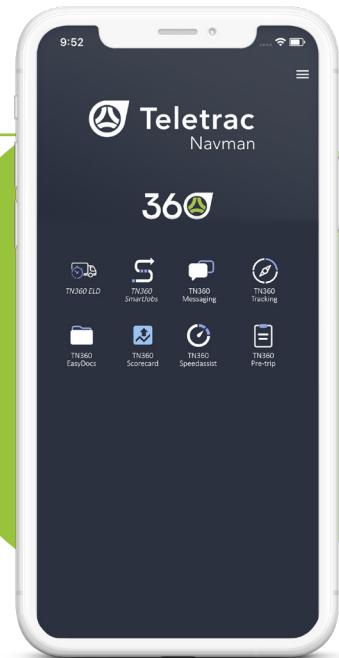 9:52
Teletrac
Navman
360
TN360 ELD
TN360
SmartJobs
TN360
Messaging
TN360
Tracking
TN360
EasyDocs
TN360
Scorecard
TN360
Speedassist
TN360
Pre-trip